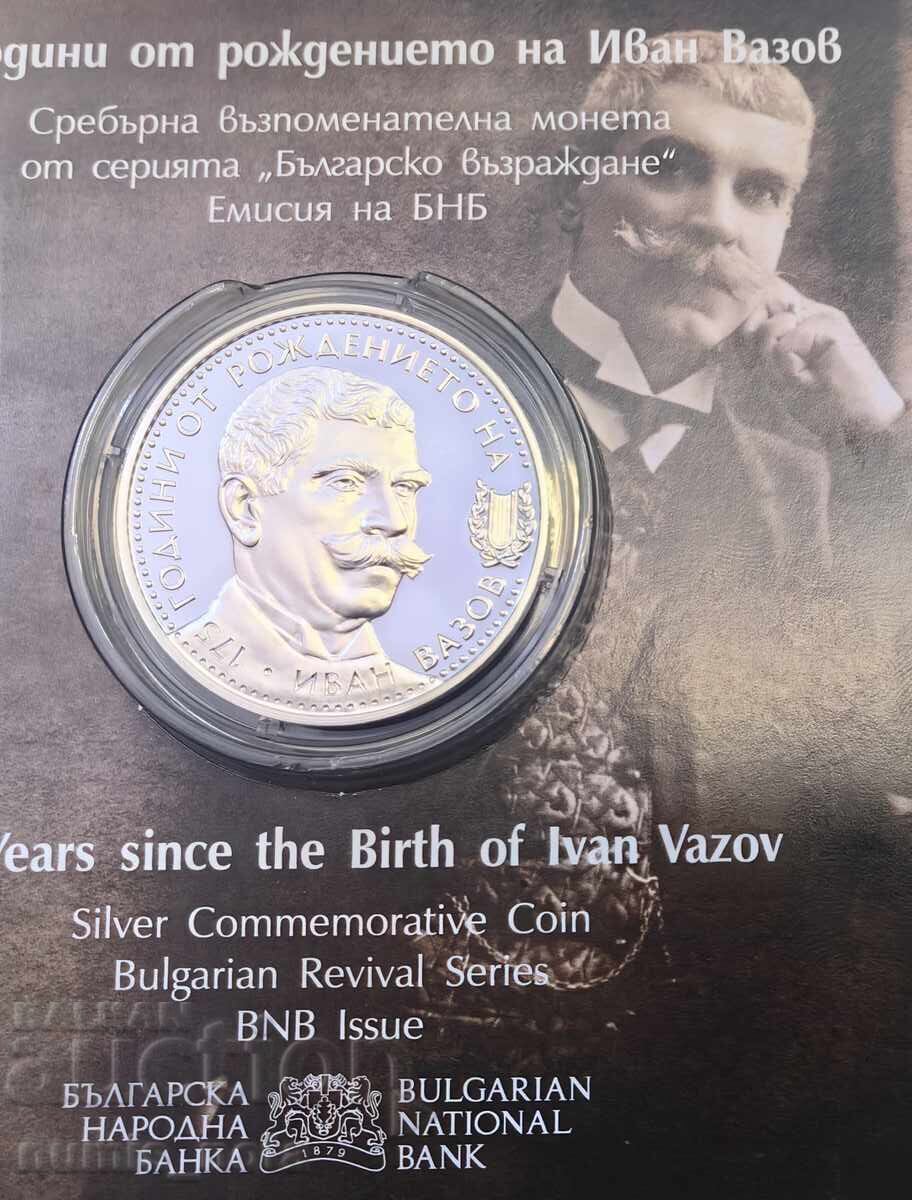 одини от рождението на Иван Вазов
Сребърна възпоменателна монета
от серията „Българско възраждане“
Емисия на БНБ
175 ГОДИНИ ОТ РОЖДЕНИЕТО НА
• ИВАН ВАЗОВ
Years since the Birth of Ivan Vazov
Silver Commemorative Coin
Bulgarian Revival Series
BNB Issue
BALKAN
auction
БЪЛГАРСКА
НАРОДНА
БАНКА
1879
BULGARIAN
NATIONAL
BANK